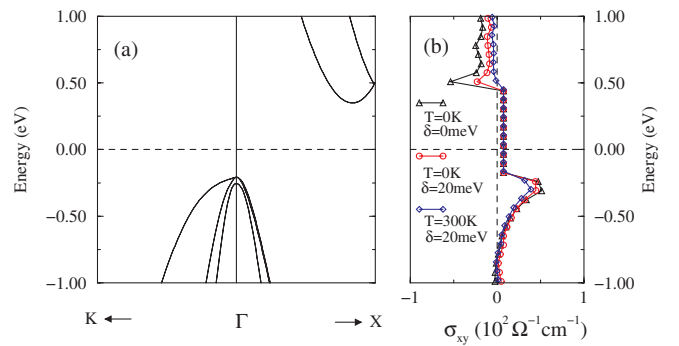 1.00
0.50
0.00
−0.50
−1.00
Energy (eV)
(a)
K
Γ
X
(b)
T=0K
δ=0meV
T=0K
δ=20meV
T=300K
δ=20meV
−1
0
1
σxy (10² Ω⁻¹cm⁻¹)
1.00
0.50
0.00
−0.50
−1.00
Energy (eV)